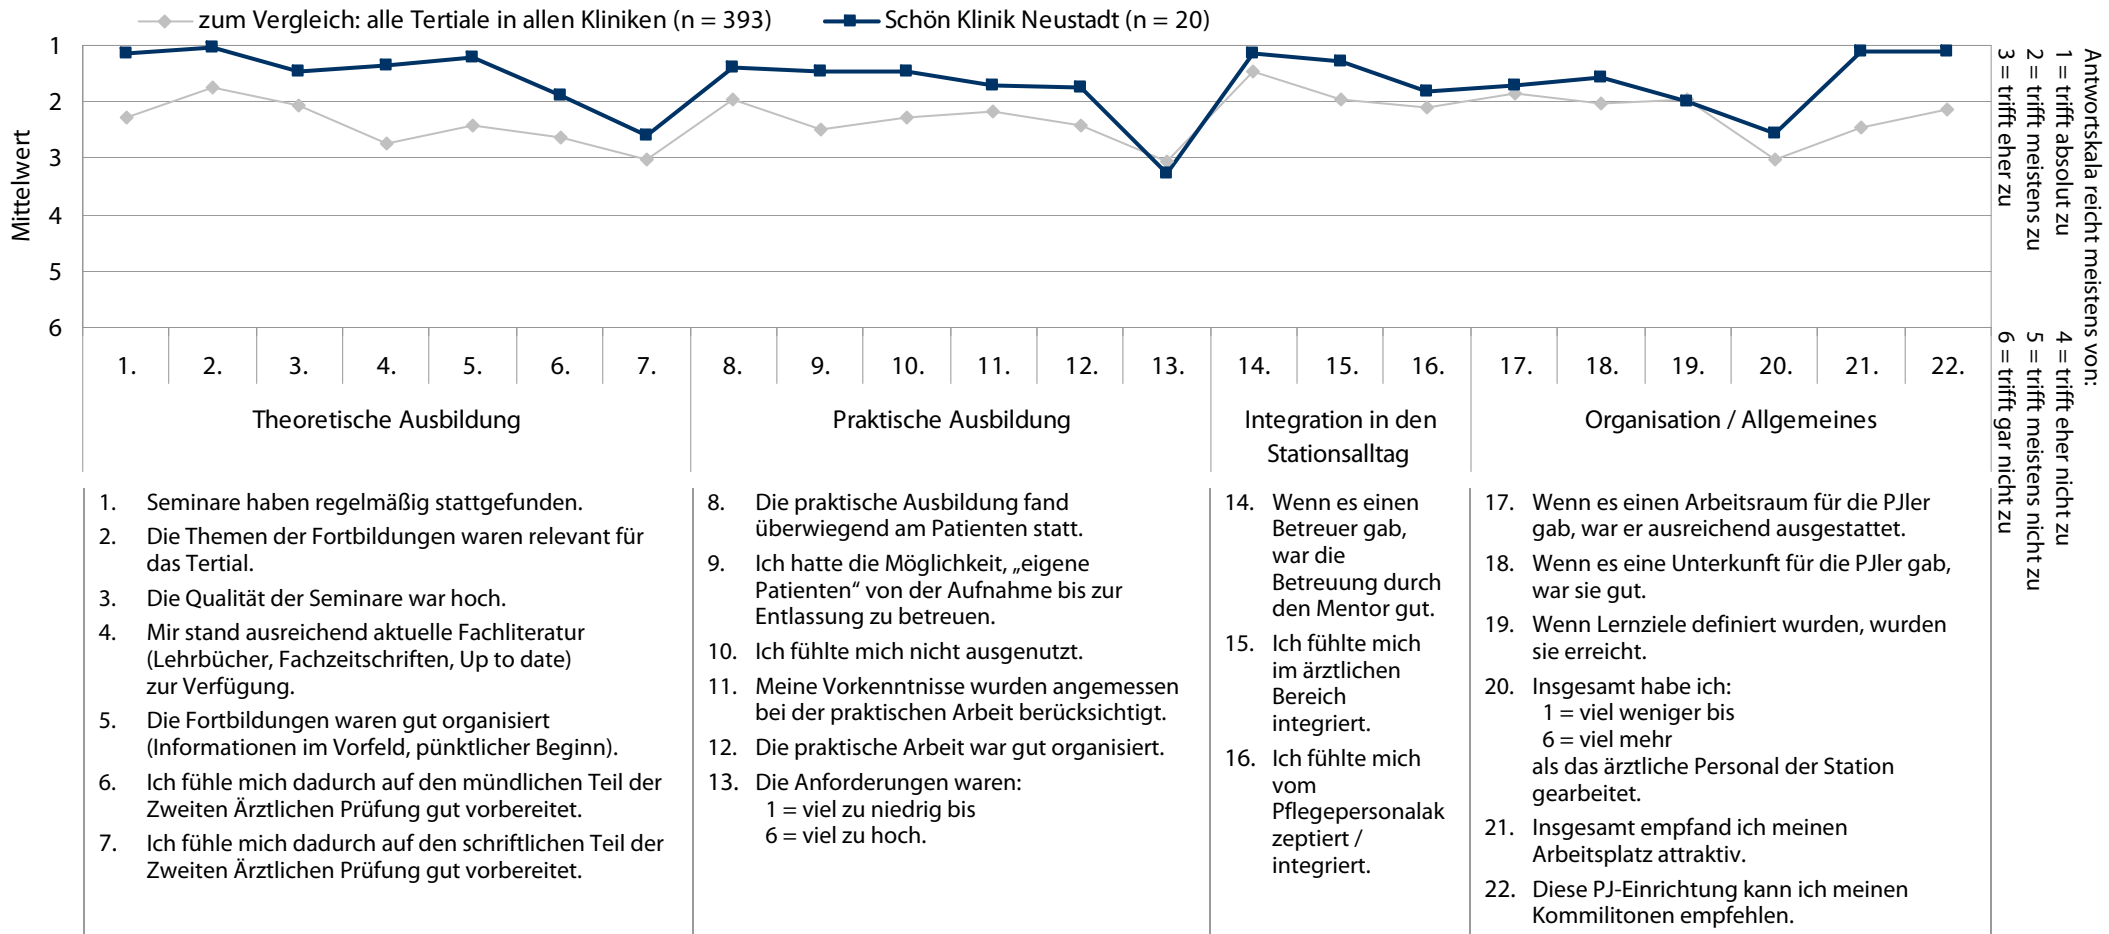 zum Vergleich: alle Tertiale in allen Kliniken (n = 393)
Schön Klinik Neustadt (n = 20)
Mittelwert
1
2
3
4
5
6
Antwortskala reicht meistens von:
1 = trifft absolut zu
2 = trifft meistens zu
3 = trifft eher zu
4 = trifft eher nicht zu
5 = trifft meistens nicht zu
6 = trifft gar nicht zu
1. 2. 3. 4. 5. 6. 7. 8. 9. 10. 11. 12. 13. 14. 15. 16. 17. 18. 19. 20. 21. 22.
Theoretische Ausbildung
Praktische Ausbildung
Integration in den
Stationsalltag
Organisation / Allgemeines
1. Seminare haben regelmäßig stattgefunden.
2. Die Themen der Fortbildungen waren relevant für
das Tertial.
3. Die Qualität der Seminare war hoch.
4. Mir stand ausreichend aktuelle Fachliteratur
(Lehrbücher, Fachzeitschriften, Up to date)
zur Verfügung.
5. Die Fortbildungen waren gut organisiert
(Informationen im Vorfeld, pünktlicher Beginn).
6. Ich fühle mich dadurch auf den mündlichen Teil der
Zweiten Ärztlichen Prüfung gut vorbereitet.
7. Ich fühle mich dadurch auf den schriftlichen Teil der
Zweiten Ärztlichen Prüfung gut vorbereitet.
8. Die praktische Ausbildung fand
überwiegend am Patienten statt.
9. Ich hatte die Möglichkeit, „eigene
Patienten“ von der Aufnahme bis zur
Entlassung zu betreuen.
10. Ich fühlte mich nicht ausgenutzt.
11. Meine Vorkenntnisse wurden angemessen
bei der praktischen Arbeit berücksichtigt.
12. Die praktische Arbeit war gut organisiert.
13. Die Anforderungen waren:
1 = viel zu niedrig bis
6 = viel zu hoch.
14. Wenn es einen
Betreuer gab,
war die
Betreuung durch
den Mentor gut.
15. Ich fühlte mich
im ärztlichen
Bereich
integriert.
16. Ich fühlte mich
vom
Pflegepersonalak
zeptiert /
integriert.
17. Wenn es einen Arbeitsraum für die PJler
gab, war er ausreichend ausgestattet.
18. Wenn es eine Unterkunft für die PJler gab,
war sie gut.
19. Wenn Lernziele definiert wurden, wurden
sie erreicht.
20. Insgesamt habe ich:
1 = viel weniger bis
6 = viel mehr
als das ärztliche Personal der Station
gearbeitet.
21. Insgesamt empfand ich meinen
Arbeitsplatz attraktiv.
22. Diese PJ-Einrichtung kann ich meinen
Kommilitonen empfehlen.